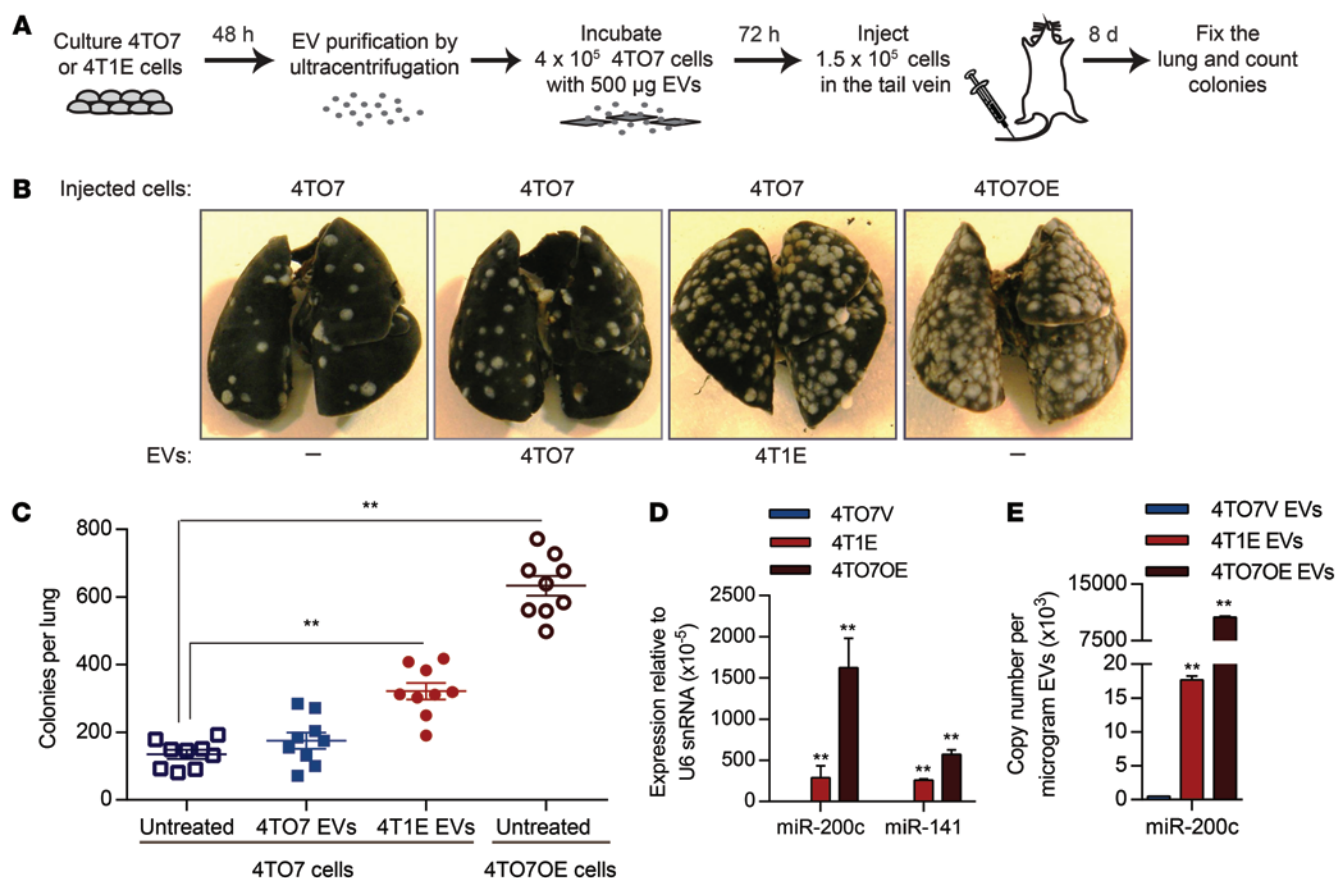 A
Culture 4TO7
or 4T1E cells
48 h
EV purification by
ultracentrifugation
Incubate
4 x 10⁵ 4TO7 cells
with 500 µg EVs
72 h
Inject
1.5 x 10⁵ cells
in the tail vein
8 d
Fix the
lung and count
colonies
B
Injected cells:
4TO7
4TO7
4TO7
4TO7OE
EVs:
–
4TO7
4T1E
–
C
Colonies per lung
800
600
400
200
0
**
**
Untreated
4TO7 EVs
4T1E EVs
Untreated
4TO7 cells
4TO7OE cells
D
4TO7V
4T1E
4TO7OE
Expression relative to
U6 snRNA (x10⁻⁵)
2500
2000
1500
1000
500
0
**
**
**
**
miR-200c
miR-141
E
4TO7V EVs
4T1E EVs
4TO7OE EVs
Copy number per
microgram EVs (x10³)
15000
7500
20
15
10
5
0
**
**
miR-200c